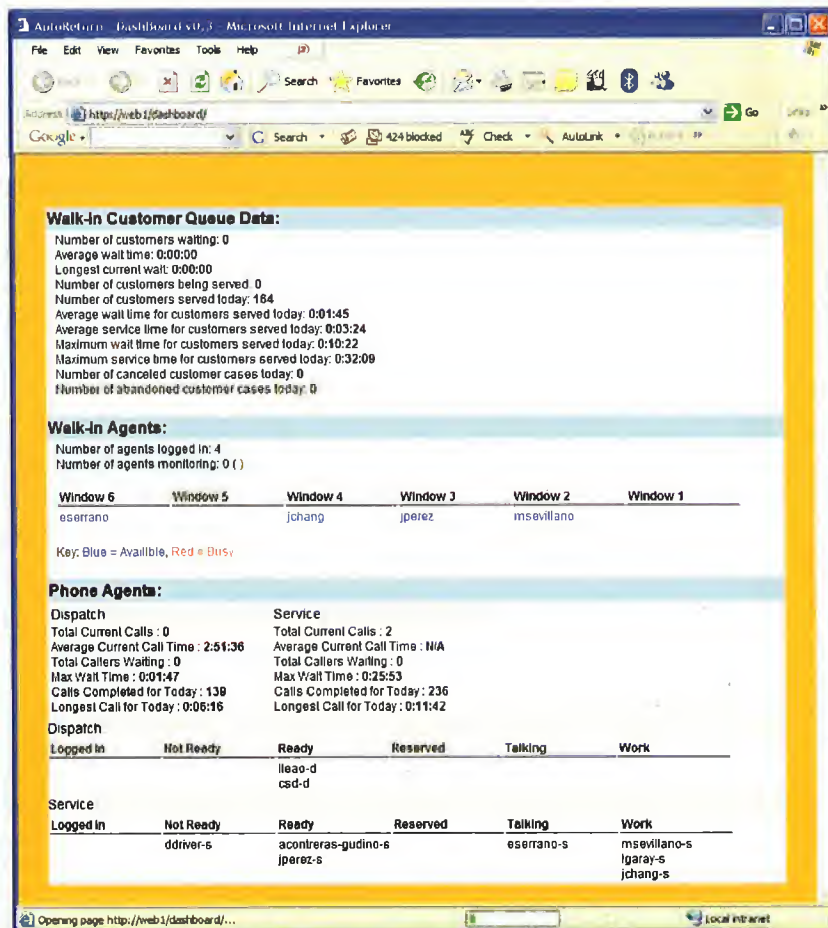 AutoReturn - DashBoard v0.3 - Microsoft Internet Explorer
File Edit View Favorites Tools Help
Search Favorites
Address https://web1/dashboard/ Go Links
Google Search 424 blocked Check AutoLink
Walk-in Customer Queue Data:
Number of customers waiting: 0
Average wait time: 0:00:00
Longest current wait: 0:00:00
Number of customers being served: 0
Number of customers served today: 164
Average wait time for customers served today: 0:01:45
Average service time for customers served today: 0:03:24
Maximum wait time for customers served today: 0:10:22
Maximum service time for customers served today: 0:32:09
Number of canceled customer cases today: 0
Number of abandoned customer cases today: 0
Walk-in Agents:
Number of agents logged in: 4
Number of agents monitoring: 0 ( )
Window 6 Window 5 Window 4 Window 3 Window 2 Window 1
eserrano jchang jperez msevillano
Key: Blue = Availible, Red = Busy
Phone Agents:
Dispatch Service
Total Current Calls : 0 Total Current Calls : 2
Average Current Call Time : 2:51:36 Average Current Call Time : N/A
Total Callers Waiting : 0 Total Callers Waiting : 0
Max Wait Time : 0:01:47 Max Wait Time : 0:25:53
Calls Completed for Today : 139 Calls Completed for Today : 236
Longest Call for Today : 0:06:16 Longest Call for Today : 0:11:42
Dispatch
Logged In Not Ready Ready Reserved Talking Work
lleao-d
csd-d
Service
Logged In Not Ready Ready Reserved Talking Work
ddriver-s acontreras-gudino-s eserrano-s msevillano-s
jperez-s lgaray-s
jchang-s
Opening page http://web1/dashboard/... Local intranet